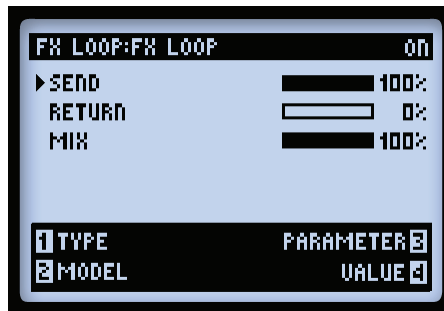 FX LOOP:FX LOOP on
SEND 100%
RETURN 0%
MIX 100%
1 TYPE PARAMETER 3
2 MODEL VALUE 4